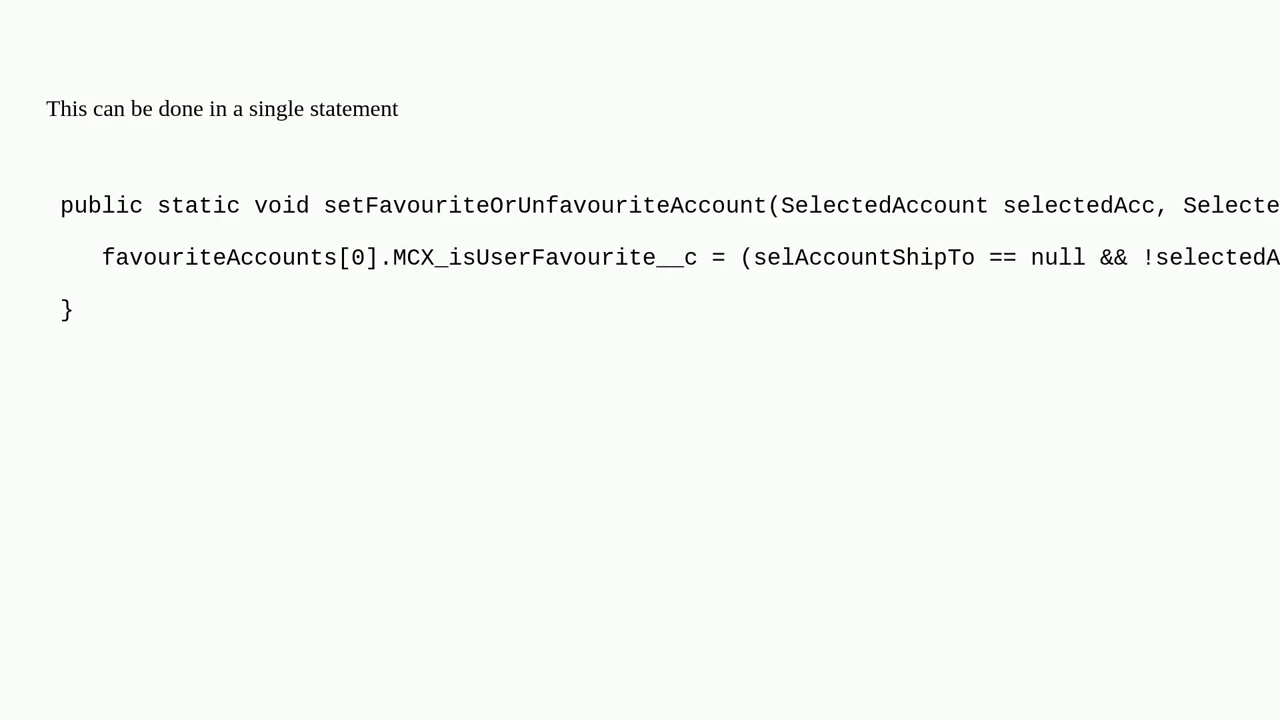 This can be done in a single statement
public static void setFavouriteOrUnfavouriteAccount(SelectedAccount selectedAcc, Selecte
favouriteAccounts[0].MCX_isUserFavourite__c = (selAccountShipTo == null && !selectedA
}